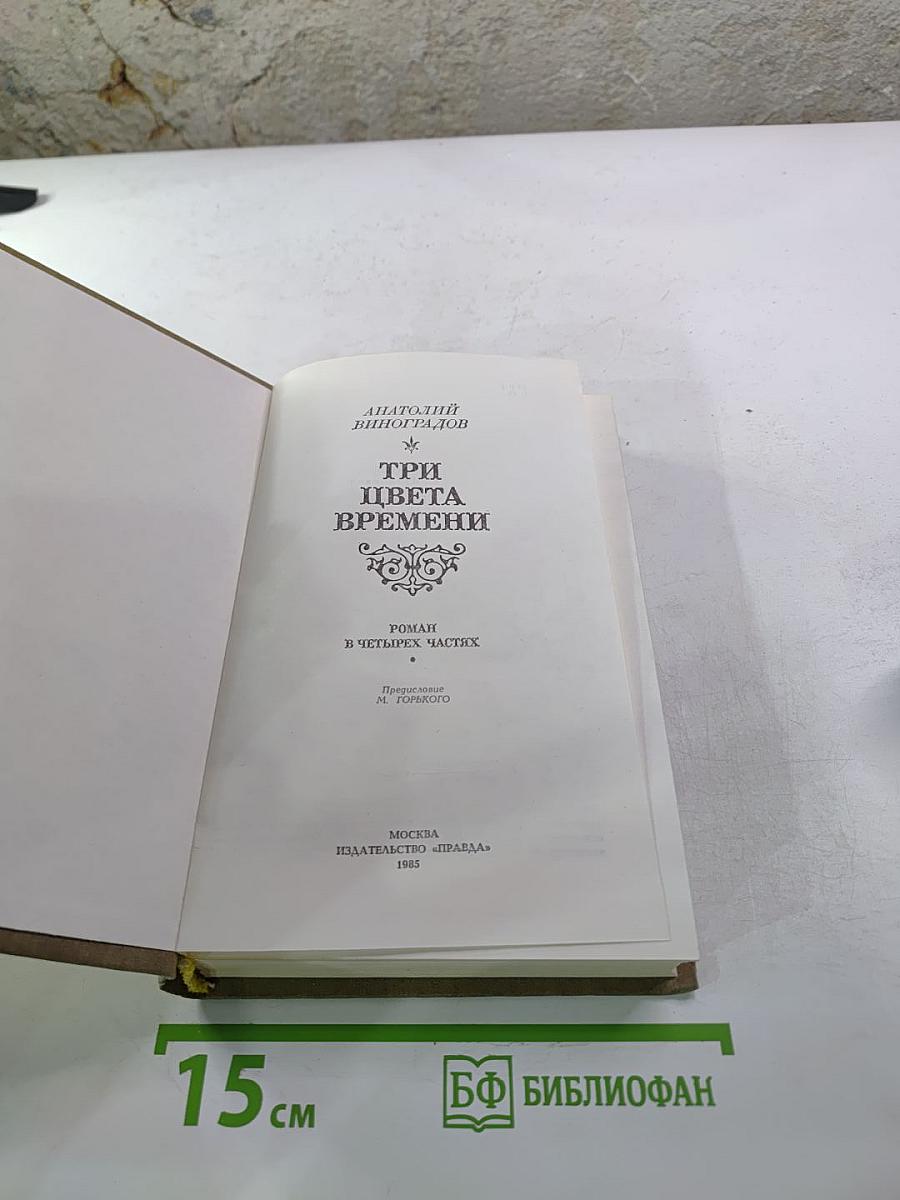 АНАТОЛИЙ
ВИНОГРАДОВ
ТРИ
ЦВЕТА
ВРЕМЕНИ
РОМАН
В ЧЕТЫРЕХ ЧАСТЯХ
Предисловие
М. ГОРЬКОГО
МОСКВА
ИЗДАТЕЛЬСТВО «ПРАВДА»
1985
15 см
БФ БИБЛИОФАН